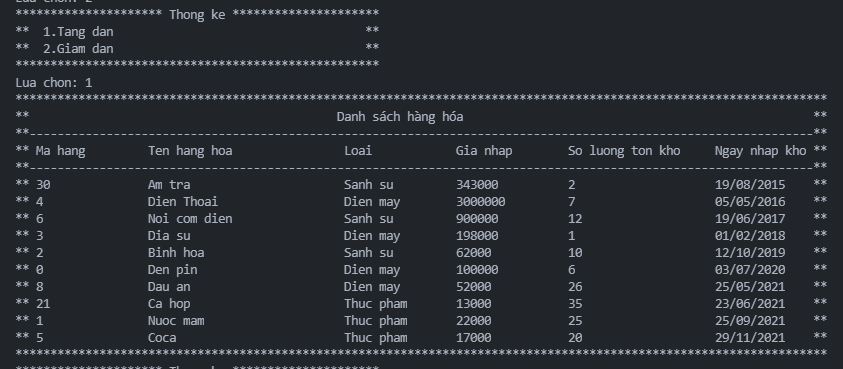 Lua chon: 2
********************* Thong ke *********************
**  1.Tang dan                                    **
**  2.Giam dan                                    **
****************************************************
Lua chon: 1
********************************************************************************************************************
**                                            Danh sách hàng hóa                                                  **
**----------------------------------------------------------------------------------------------------------------**
** Ma hang         Ten hang hoa                Loai            Gia nhap        So luong ton kho     Ngay nhap kho **
**----------------------------------------------------------------------------------------------------------------**
** 30              Am tra                      Sanh su         343000          2                    19/08/2015    **
** 4               Dien Thoai                  Dien may        3000000         7                    05/05/2016    **
** 6               Noi com dien                Sanh su         900000          12                   19/06/2017    **
** 3               Dia su                      Dien may        198000          1                    01/02/2018    **
** 2               Binh hoa                    Sanh su         62000           10                   12/10/2019    **
** 0               Den pin                     Dien may        100000          6                    03/07/2020    **
** 8               Dau an                      Dien may        52000           26                   25/05/2021    **
** 21              Ca hop                      Thuc pham       13000           35                   23/06/2021    **
** 1               Nuoc mam                    Thuc pham       22000           25                   25/09/2021    **
** 5               Coca                        Thuc pham       17000           20                   29/11/2021    **
********************************************************************************************************************
********************* Thong ke *********************